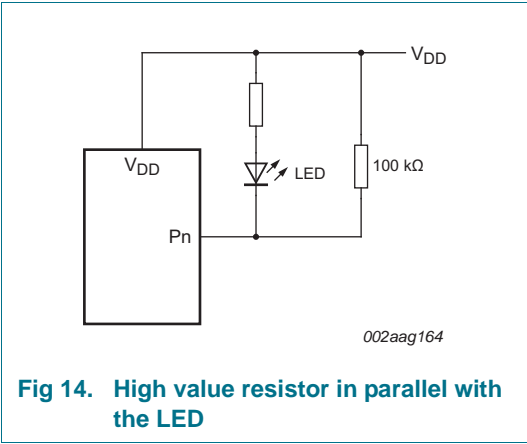 VDD
VDD
LED
100 kΩ
Pn
002aag164
Fig 14. High value resistor in parallel with
the LED